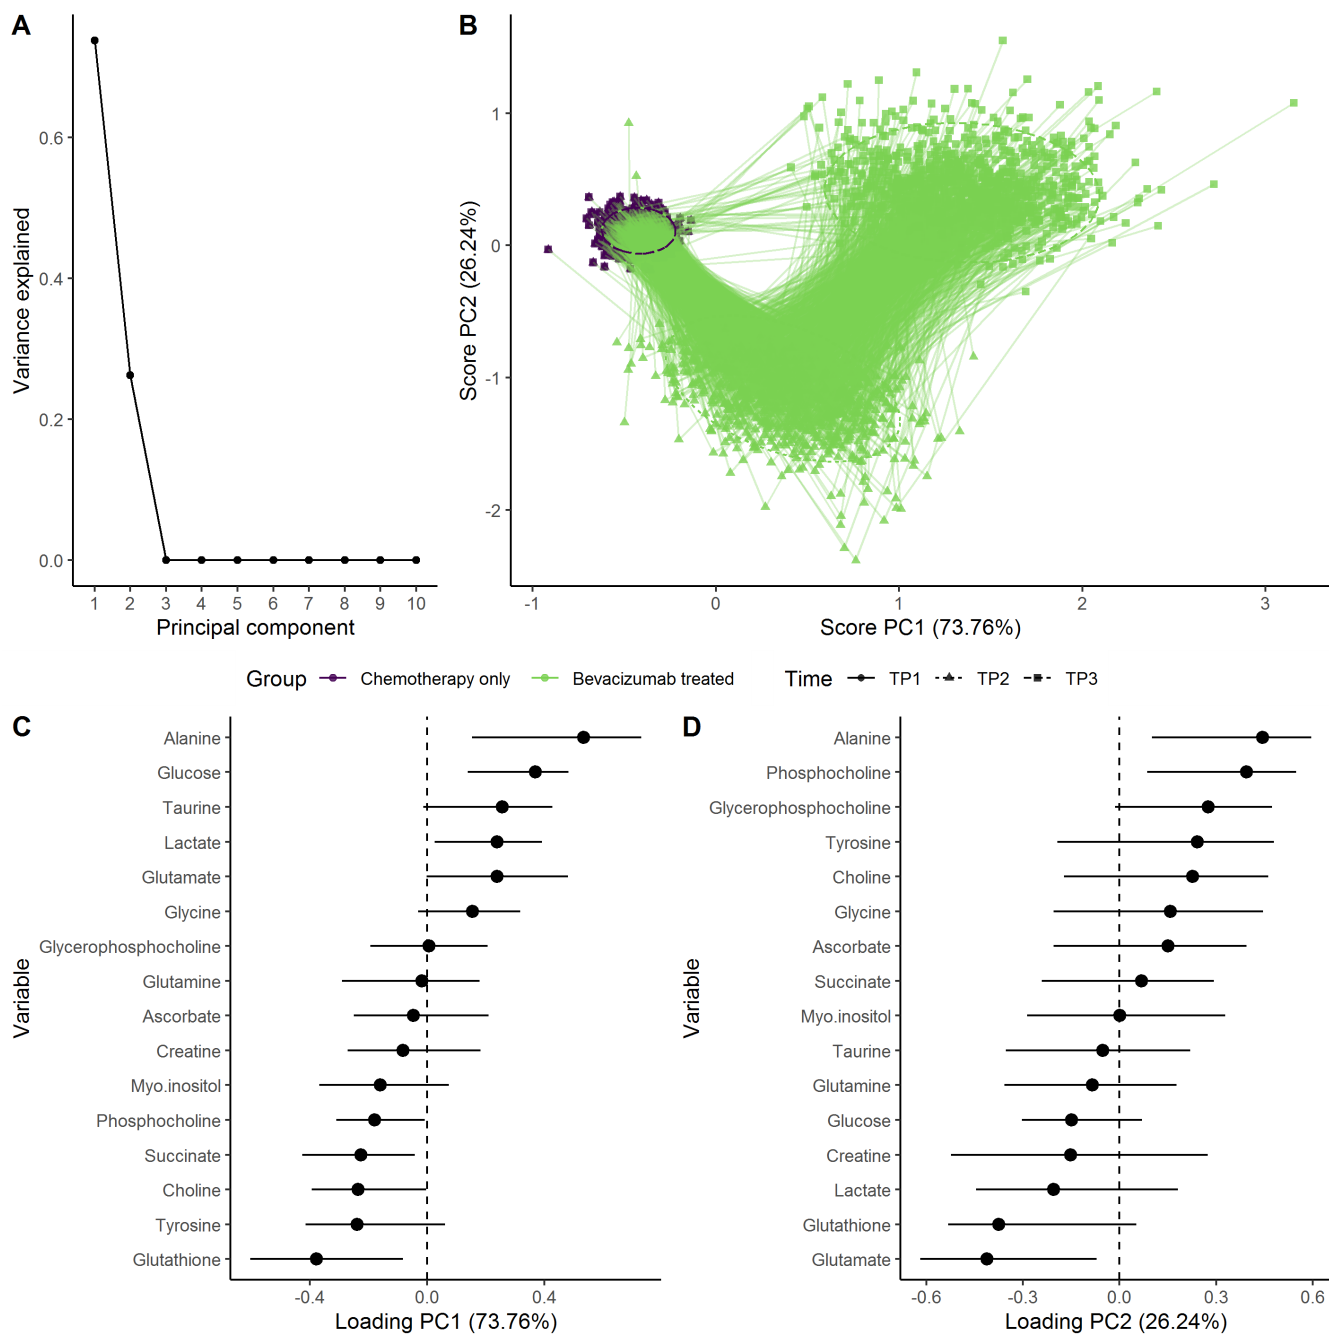 A
Variance explained
0.6
0.4
0.2
0.0
1 2 3 4 5 6 7 8 9 10
Principal component
B
Score PC2 (26.24%)
1
0
-1
-2
-1 0 1 2 3
Score PC1 (73.76%)
Group Chemotherapy only Bevacizumab treated Time TP1 TP2 TP3
C
Variable
Alanine
Glucose
Taurine
Lactate
Glutamate
Glycine
Glycerophosphocholine
Glutamine
Ascorbate
Creatine
Myo.inositol
Phosphocholine
Succinate
Choline
Tyrosine
Glutathione
-0.4 0.0 0.4
Loading PC1 (73.76%)
D
Variable
Alanine
Phosphocholine
Glycerophosphocholine
Tyrosine
Choline
Glycine
Ascorbate
Succinate
Myo.inositol
Taurine
Glutamine
Glucose
Creatine
Lactate
Glutathione
Glutamate
-0.6 -0.3 0.0 0.3 0.6
Loading PC2 (26.24%)